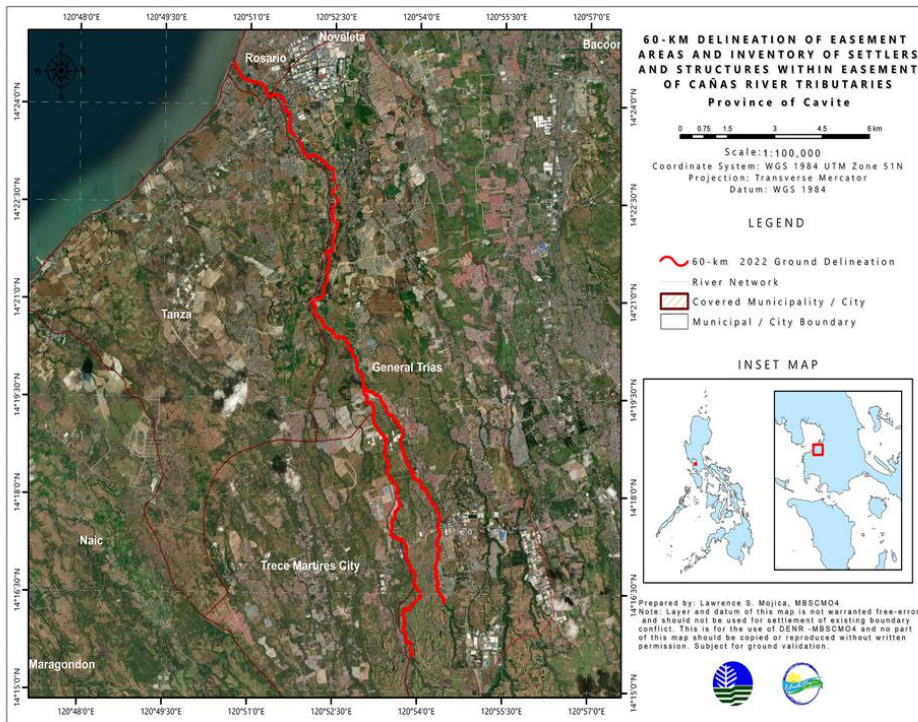 60-KM DELINEATION OF EASEMENT
AREAS AND INVENTORY OF SETTLERS
AND STRUCTURES WITHIN EASEMENT
OF CAÑAS RIVER TRIBUTARIES
Province of Cavite
0 0.75 1.5 3 4.5 6 km
Scale:1:100,000
Coordinate System: WGS 1984 UTM Zone 51N
Projection: Transverse Mercator
Datum: WGS 1984
LEGEND
60-km 2022 Ground Delineation
River Network
Covered Municipality / City
Municipal / City Boundary
INSET MAP
Prepared by: Lawrence S. Mojica, MBSCMO4
Note: Layer and datum of this map is not warranted free-error
and should not be used for settlement of existing boundary
conflict. This is for the use of DENR -MBSCMO4 and no part
of this map should be copied or reproduced without written
permission. Subject for ground validation.
120°48'0"E 120°49'30"E 120°51'0"E 120°52'30"E 120°54'0"E 120°55'30"E 120°57'0"E
N
W E
S
Noveleta
Bacoor
Rosario
Tanza
General Trias
Naic
Trece Martires City
Maragondon
14°24'0"N 14°24'0"N
14°22'30"N 14°22'30"N
14°21'0"N 14°21'0"N
14°19'30"N 14°19'30"N
14°18'0"N 14°18'0"N
14°16'30"N 14°16'30"N
14°15'0"N 14°15'0"N
120°48'0"E 120°49'30"E 120°51'0"E 120°52'30"E 120°54'0"E 120°55'30"E 120°57'0"E